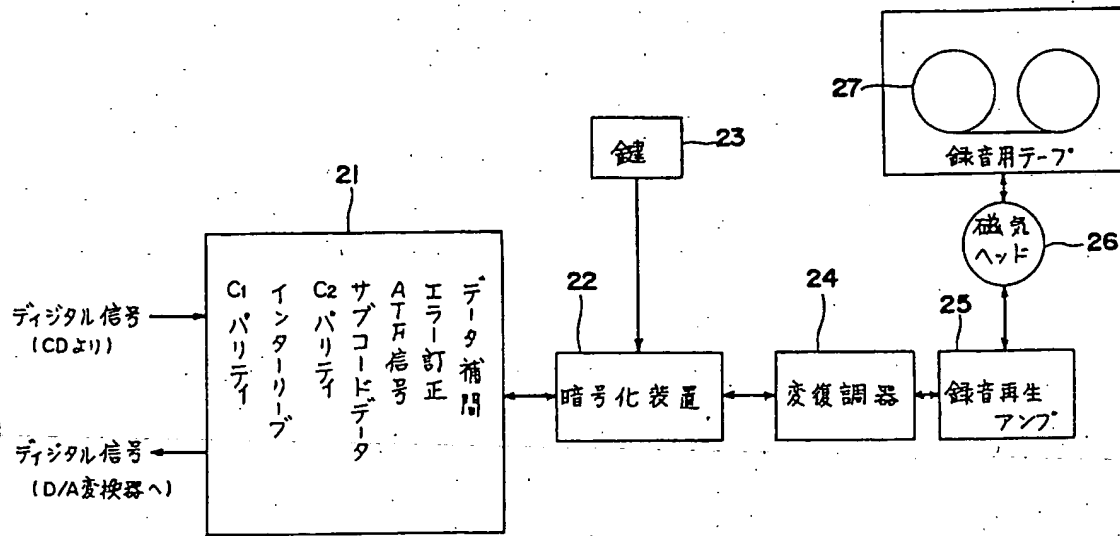 27
録音用テープ
鍵
23
21
磁気
ヘッド
26
22
24
25
ディジタル信号
(CDより)
C1パリティ
インターリーブ
C2パリティ
サブコードデータ
ATF信号
エラー訂正
データ補間
暗号化装置
変復調器
録音再生
アンプ
ディジタル信号
(D/A変換器へ)